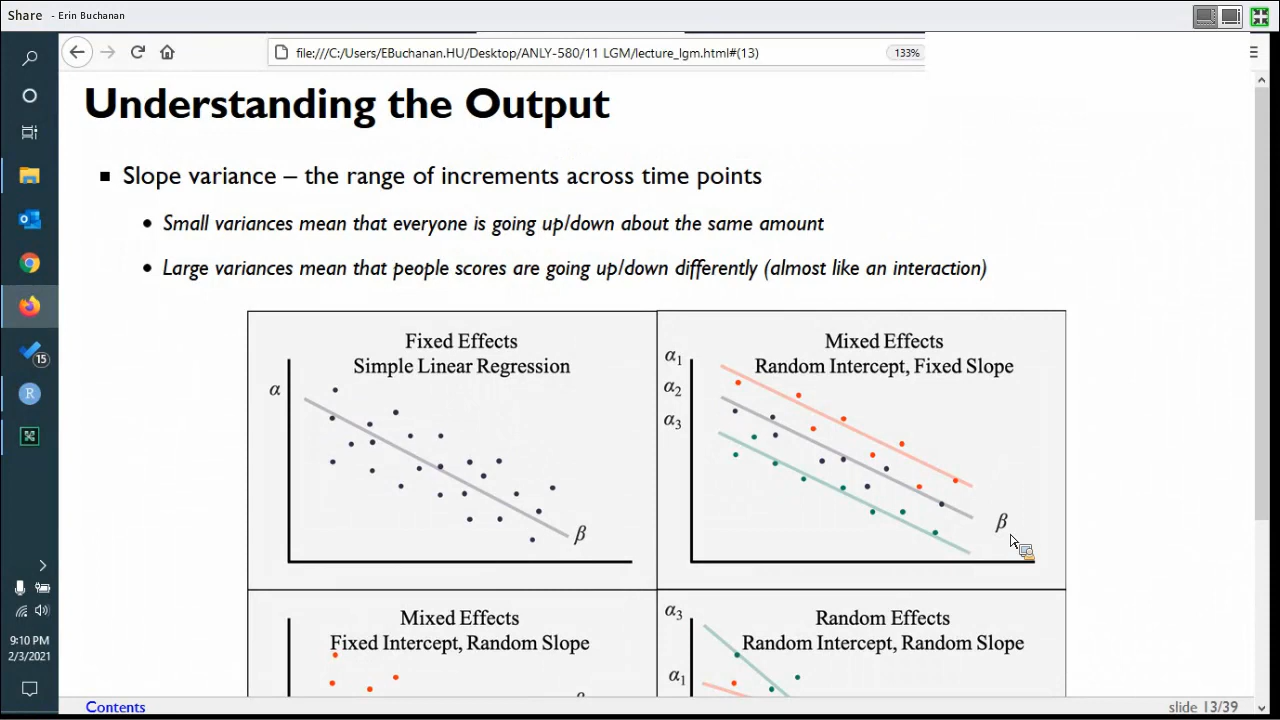 Share - Erin Buchanan
file:///C:/Users/EBuchanan.HU/Desktop/ANLY-580/11 LGM/lecture_lgm.html#(13)
133%
Understanding the Output
Slope variance – the range of increments across time points
Small variances mean that everyone is going up/down about the same amount
Large variances mean that people scores are going up/down differently (almost like an interaction)
Fixed Effects
Simple Linear Regression
α
β
Mixed Effects
Random Intercept, Fixed Slope
α1
α2
α3
β
Mixed Effects
Fixed Intercept, Random Slope
Random Effects
Random Intercept, Random Slope
α3
α1
15
R
9:10 PM
2/3/2021
Contents
slide 13/39